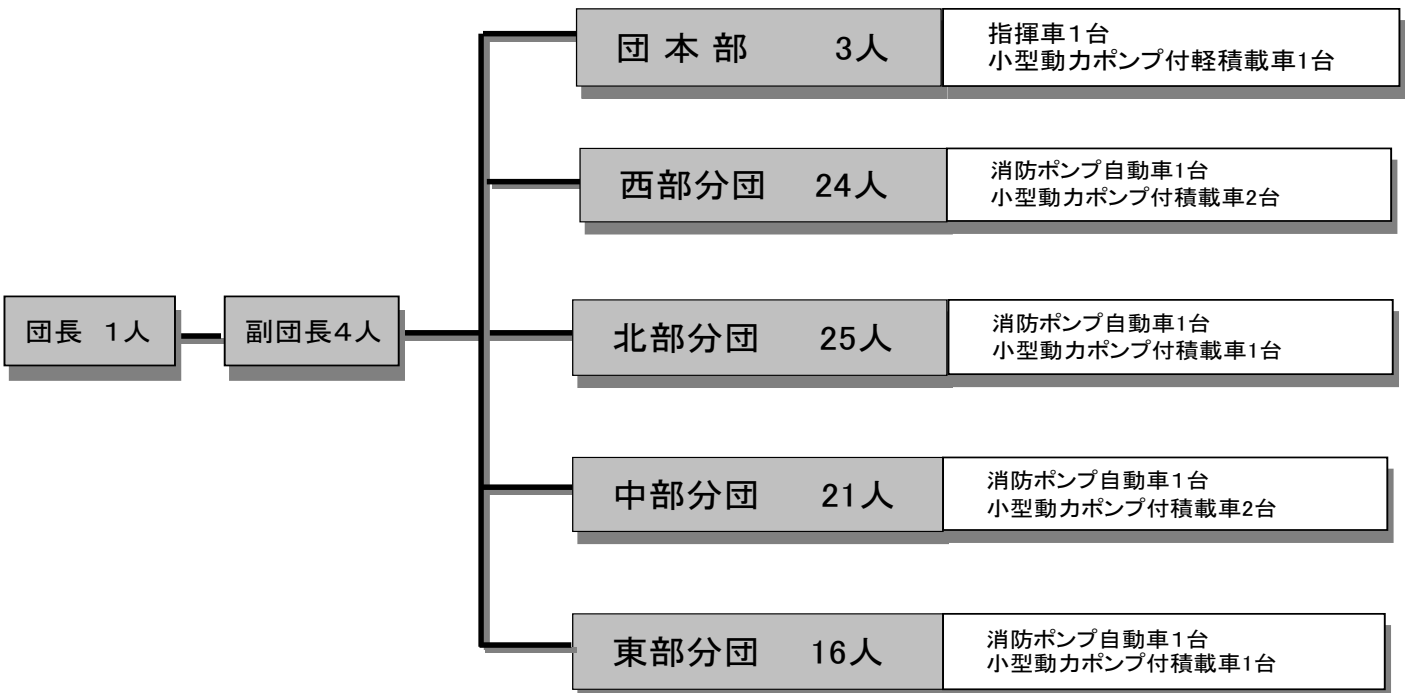 団本部 3人
指揮車1台
小型動力ポンプ付軽積載車1台
西部分団 24人
消防ポンプ自動車1台
小型動力ポンプ付積載車2台
団長 1人
副団長4人
北部分団 25人
消防ポンプ自動車1台
小型動力ポンプ付積載車1台
中部分団 21人
消防ポンプ自動車1台
小型動力ポンプ付積載車2台
東部分団 16人
消防ポンプ自動車1台
小型動力ポンプ付積載車1台